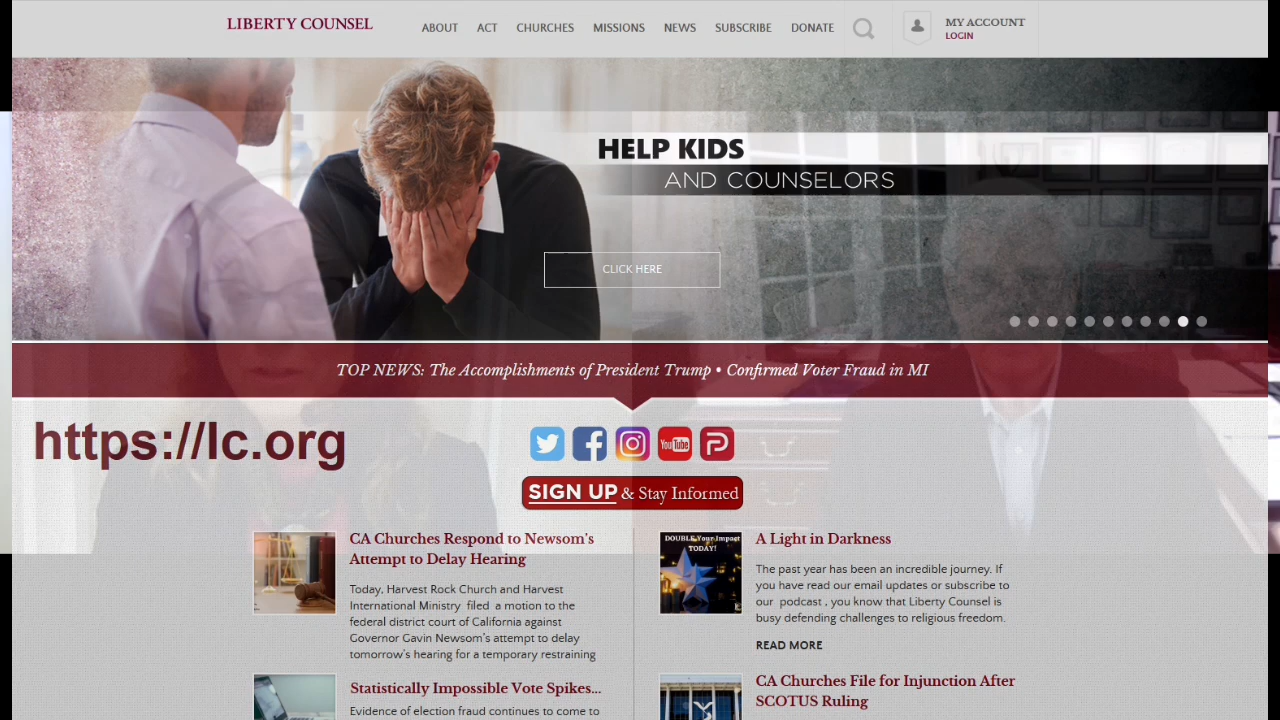 LIBERTY COUNSEL
ABOUT ACT CHURCHES MISSIONS NEWS SUBSCRIBE DONATE
MY ACCOUNT
LOGIN
HELP KIDS
AND COUNSELORS
CLICK HERE
TOP NEWS: The Accomplishments of President Trump • Confirmed Voter Fraud in MI
https://lc.org
You Tube
SIGN UP & Stay Informed
CA Churches Respond to Newsom's
Attempt to Delay Hearing
Today, Harvest Rock Church and Harvest
International Ministry filed a motion to the
federal district court of California against
Governor Gavin Newsom's attempt to delay
tomorrow's hearing for a temporary restraining
Statistically Impossible Vote Spikes...
Evidence of election fraud continues to come to
DOUBLE Your Impact
TODAY!
A Light in Darkness
The past year has been an incredible journey. If
you have read our email updates or subscribe to
our podcast , you know that Liberty Counsel is
busy defending challenges to religious freedom.
READ MORE
CA Churches File for Injunction After
SCOTUS Ruling